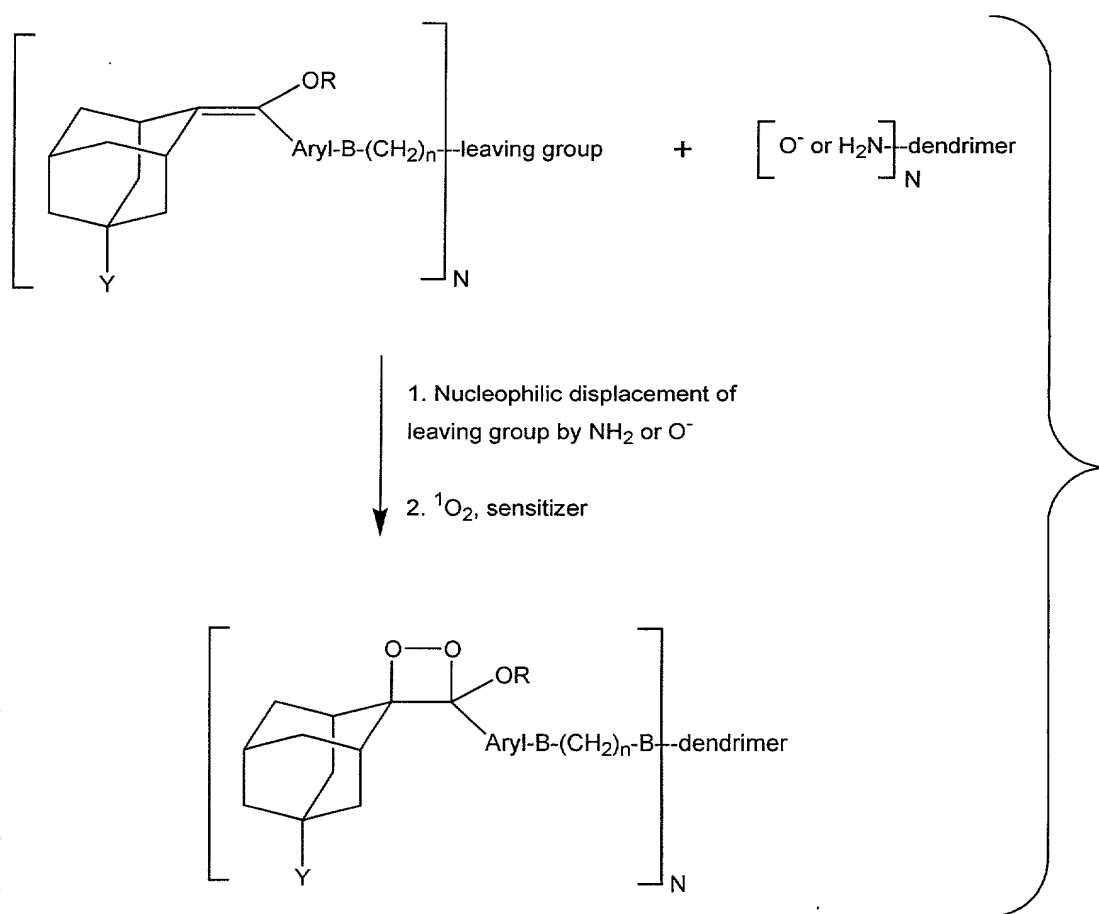 OR
Aryl-B-(CH₂)ₙ--leaving group + [O⁻ or H₂N]--dendrimer
N
Y
N
1. Nucleophilic displacement of
leaving group by NH₂ or O⁻
2. ¹O₂, sensitizer
O—O
OR
Aryl-B-(CH₂)ₙ-B--dendrimer
Y
N